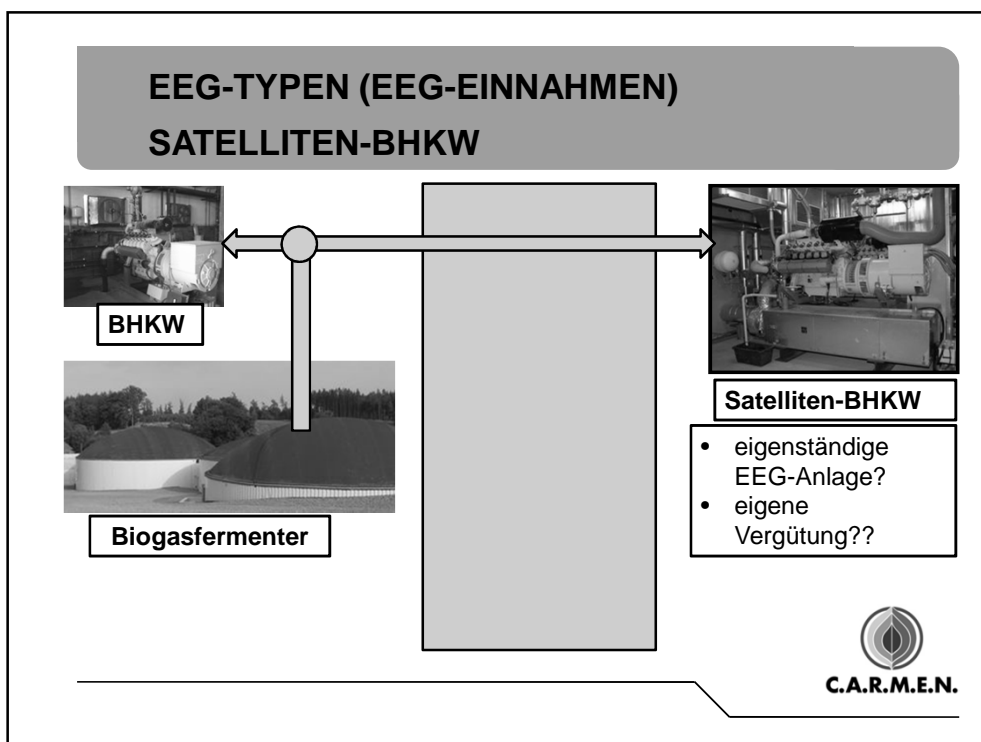 EEG-TYPEN (EEG-EINNAHMEN)
SATELLITEN-BHKW
BHKW
Biogasfermenter
Satelliten-BHKW
• eigenständige
EEG-Anlage?
• eigene
Vergütung??
C.A.R.M.E.N.